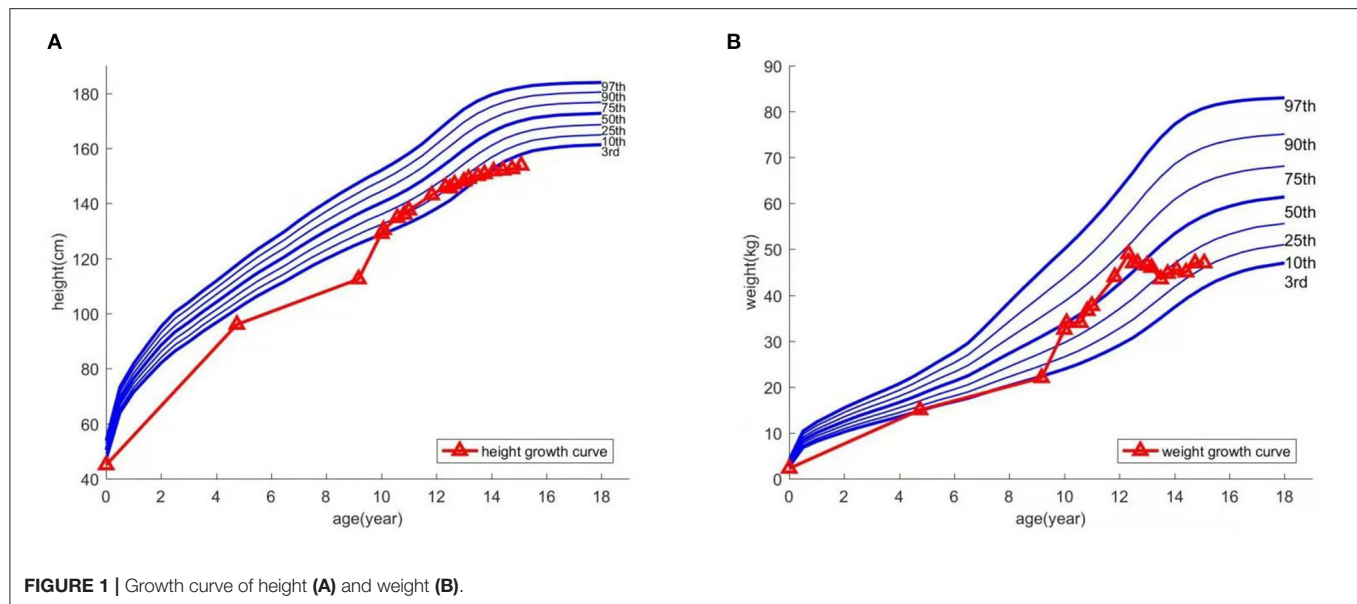 A
height(cm)
180
160
140
120
100
80
60
40
97th
90th
75th
50th
25th
10th
3rd
height growth curve
0 2 4 6 8 10 12 14 16 18
age(year)
B
weight(kg)
90
80
70
60
50
40
30
20
10
0
97th
90th
75th
50th
25th
10th
3rd
weight growth curve
0 2 4 6 8 10 12 14 16 18
age(year)
FIGURE 1 | Growth curve of height (A) and weight (B).